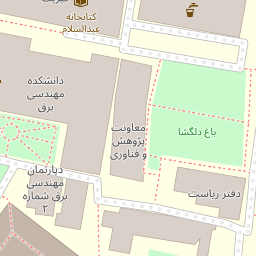 کتابخانه
عبدالسلام
دانشکده
مهندسی
برق
معاونت
پژوهش
و فناوری
باغ دلگشا
دپارتمان
مهندسی
برق شماره
۲
دفتر ریاست